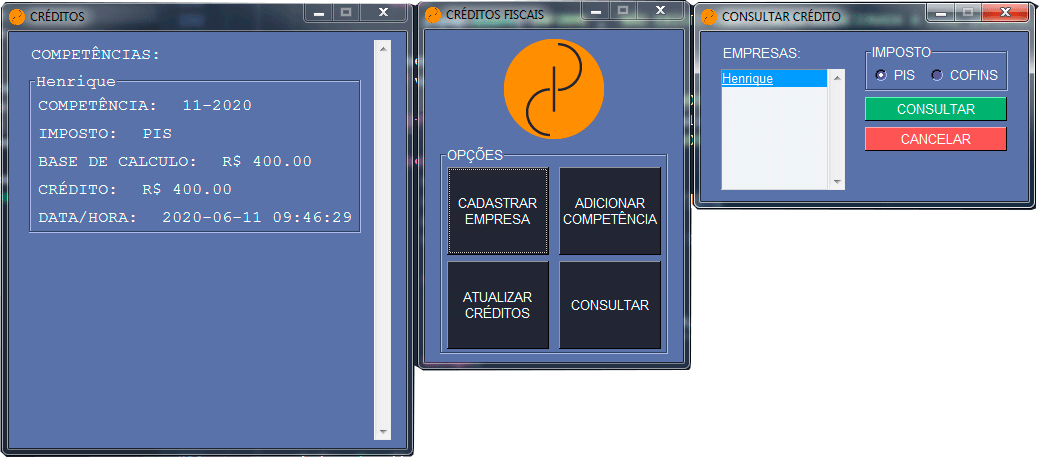 CRÉDITOS
COMPETÊNCIAS:
Henrique
COMPETÊNCIA: 11-2020
IMPOSTO: PIS
BASE DE CALCULO: R$ 400.00
CRÉDITO: R$ 400.00
DATA/HORA: 2020-06-11 09:46:29
CRÉDITOS FISCAIS
OPÇÕES
CADASTRAR
EMPRESA
ADICIONAR
COMPETÊNCIA
ATUALIZAR
CRÉDITOS
CONSULTAR
CONSULTAR CRÉDITO
EMPRESAS:
Henrique
IMPOSTO
PIS COFINS
CONSULTAR
CANCELAR